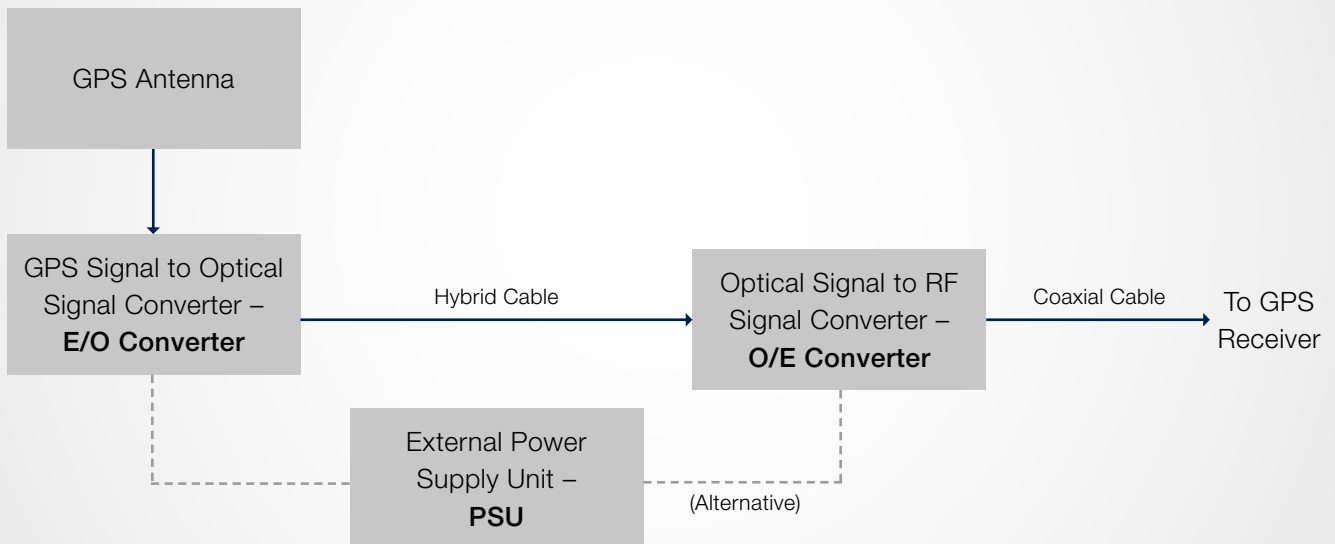 GPS Antenna
GPS Signal to Optical
Signal Converter –
E/O Converter
Hybrid Cable
Optical Signal to RF
Signal Converter –
O/E Converter
Coaxial Cable
To GPS
Receiver
External Power
Supply Unit –
PSU
(Alternative)